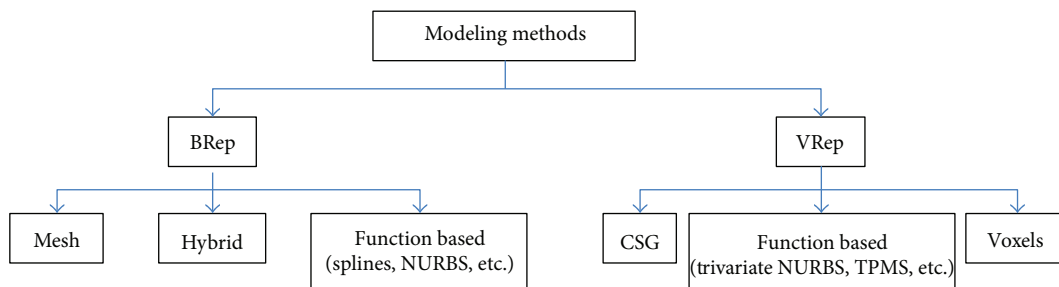 Modeling methods
BRep
VRep
Mesh
Hybrid
Function based
(splines, NURBS, etc.)
CSG
Function based
(trivariate NURBS, TPMS, etc.)
Voxels